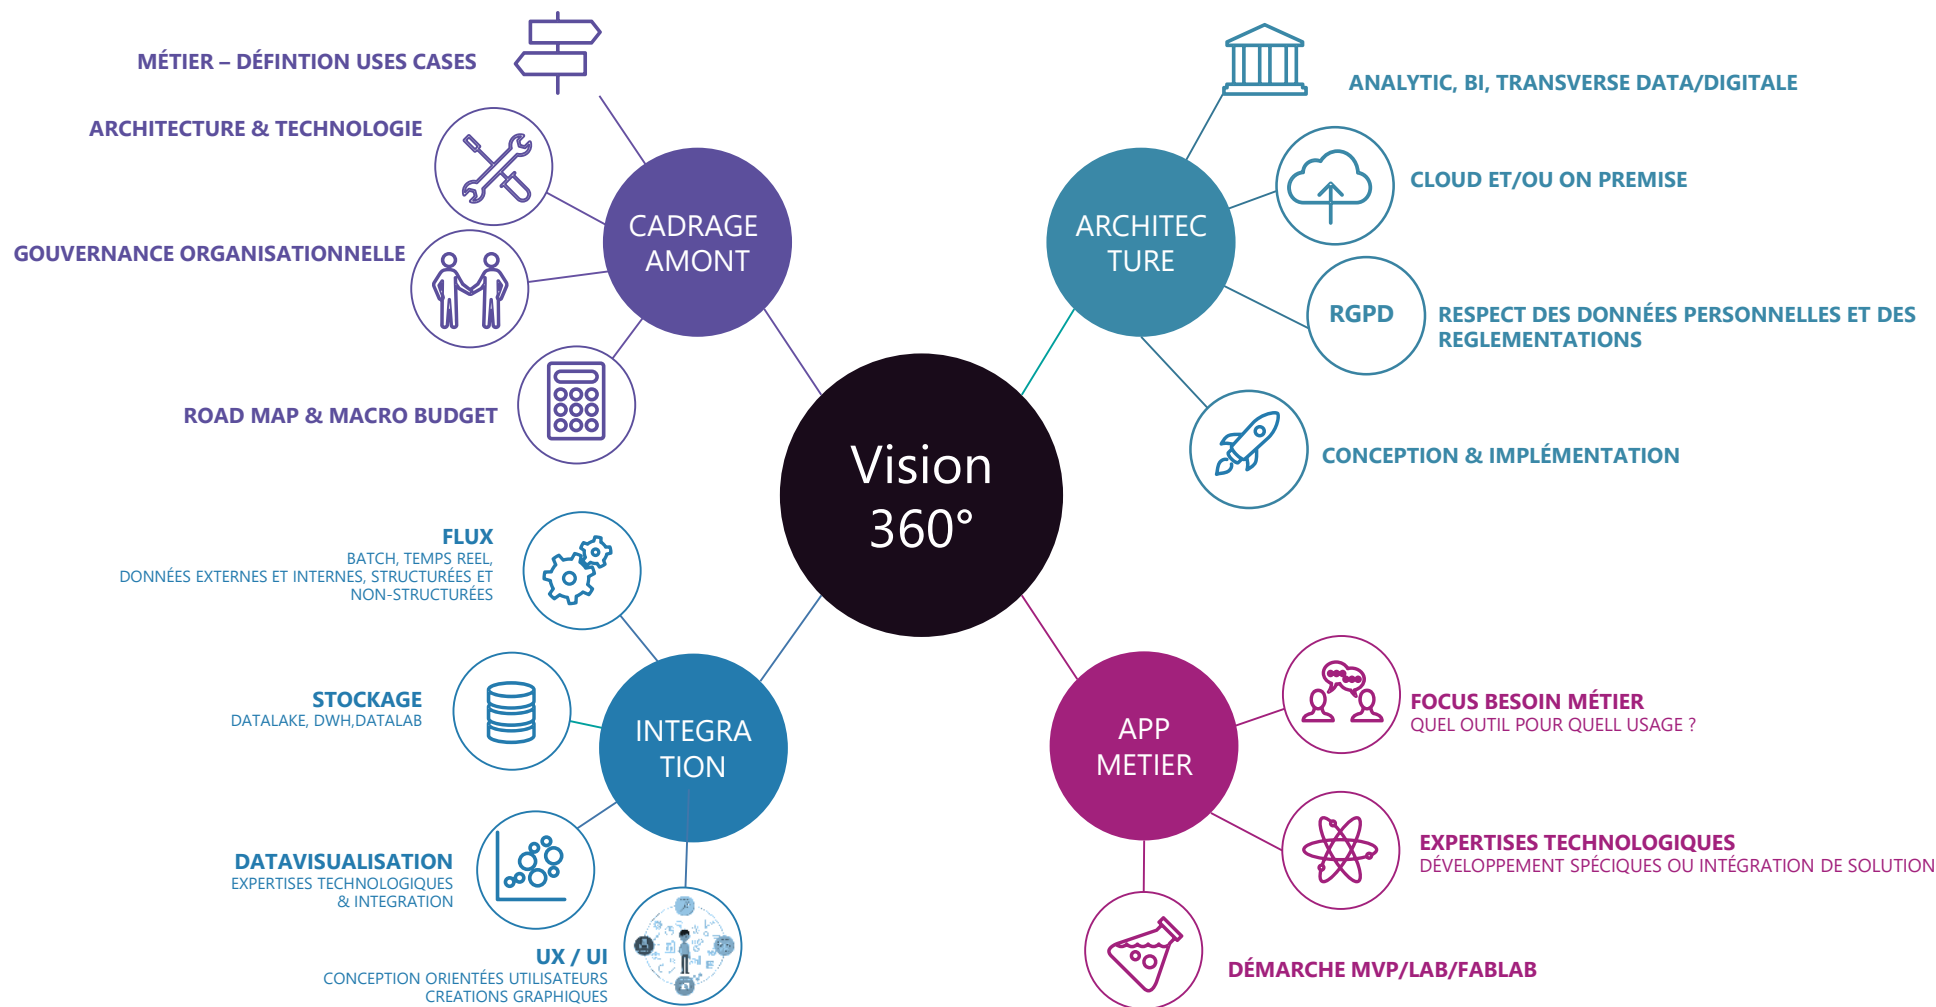 MÉTIER – DÉFINTION USES CASES
ARCHITECTURE & TECHNOLOGIE
GOUVERNANCE ORGANISATIONNELLE
ROAD MAP & MACRO BUDGET
CADRAGE
AMONT
ANALYTIC, BI, TRANSVERSE DATA/DIGITALE
CLOUD ET/OU ON PREMISE
RGPD
RESPECT DES DONNÉES PERSONNELLES ET DES
REGLEMENTATIONS
CONCEPTION & IMPLÉMENTATION
ARCHITEC
TURE
Vision
360°
FLUX
BATCH, TEMPS REEL,
DONNÉES EXTERNES ET INTERNES, STRUCTURÉES ET
NON-STRUCTURÉES
STOCKAGE
DATALAKE, DWH,DATALAB
INTEGRA
TION
DATAVISUALISATION
EXPERTISES TECHNOLOGIQUES
& INTEGRATION
UX / UI
CONCEPTION ORIENTÉES UTILISATEURS
CREATIONS GRAPHIQUES
APP
METIER
FOCUS BESOIN MÉTIER
QUEL OUTIL POUR QUELL USAGE ?
EXPERTISES TECHNOLOGIQUES
DÉVELOPPEMENT SPÉCIQUES OU INTÉGRATION DE SOLUTION
DÉMARCHE MVP/LAB/FABLAB